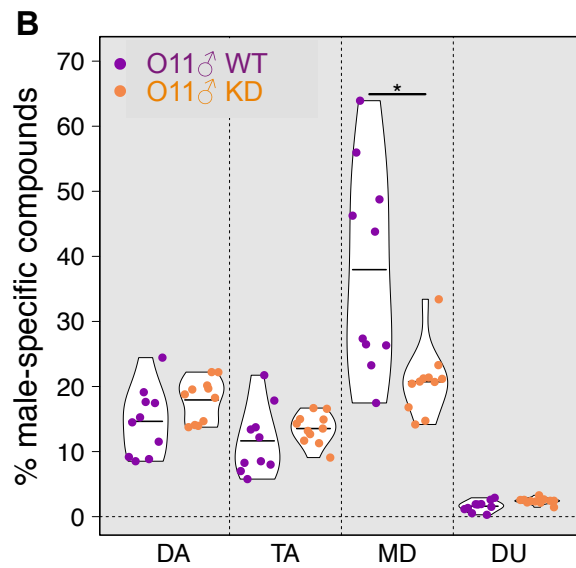 B
O11♂ WT
O11♂ KD
% male-specific compounds
70
60
50
40
30
20
10
0
*
DA TA MD DU